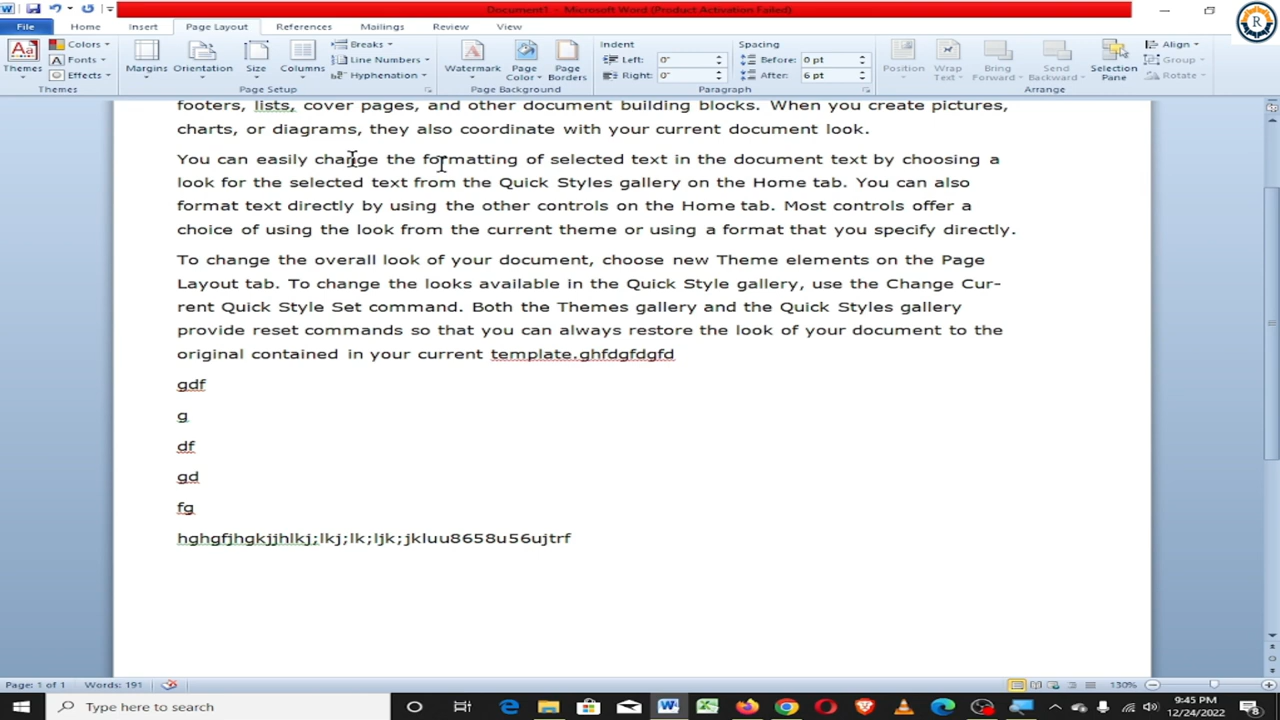 Document1 - Microsoft Word (Product Activation Failed)
File Home Insert Page Layout References Mailings Review View
Themes Colors Fonts Effects Themes
Margins Orientation Size Columns Breaks Line Numbers Hyphenation Page Setup
Watermark Page Color Page Borders Page Background
Indent Left: 0" Right: 0" Spacing Before: 0 pt After: 6 pt Paragraph
Position Wrap Text Bring Forward Send Backward Selection Pane Align Group Rotate Arrange
R
footers, lists, cover pages, and other document building blocks. When you create pictures,
charts, or diagrams, they also coordinate with your current document look.
You can easily change the formatting of selected text in the document text by choosing a
look for the selected text from the Quick Styles gallery on the Home tab. You can also
format text directly by using the other controls on the Home tab. Most controls offer a
choice of using the look from the current theme or using a format that you specify directly.
To change the overall look of your document, choose new Theme elements on the Page
Layout tab. To change the looks available in the Quick Style gallery, use the Change Cur-
rent Quick Style Set command. Both the Themes gallery and the Quick Styles gallery
provide reset commands so that you can always restore the look of your document to the
original contained in your current template.ghfdgfdgfd
gdf
g
df
gd
fg
hghgfjhgkjjhlkj;lkj;lk;ljk;jkluu8658u56ujtrf
Page: 1 of 1 Words: 191 130%
Type here to search
9:45 PM
12/24/2022
8